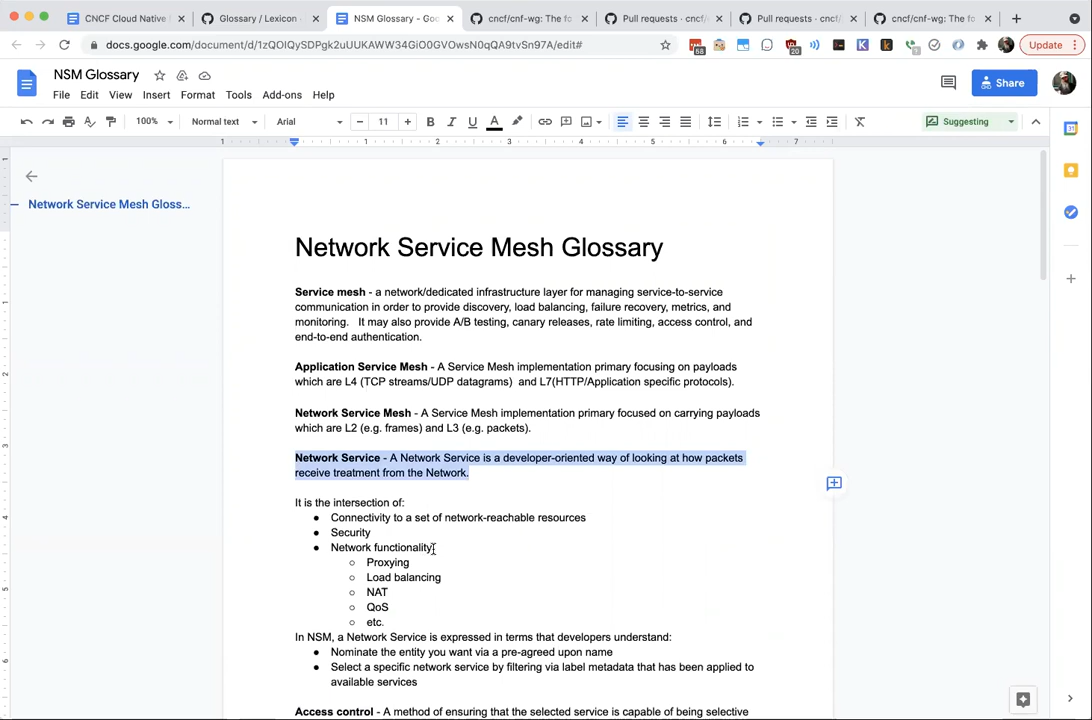 CNCF Cloud Native
Glossary / Lexicon ·
NSM Glossary - Goo
cncf/cnf-wg: The fo
Pull requests · cncf/
Pull requests · cncf/
cncf/cnf-wg: The fo
docs.google.com/document/d/1zQOIQySDPgk2uUUKAWW34GiO0GVOwsN0qQA9tvSn97A/edit#
Update
NSM Glossary
File Edit View Insert Format Tools Add-ons Help
Share
100% Normal text Arial 11 Suggesting
Network Service Mesh Gloss...
Network Service Mesh Glossary
Service mesh - a network/dedicated infrastructure layer for managing service-to-service
communication in order to provide discovery, load balancing, failure recovery, metrics, and
monitoring. It may also provide A/B testing, canary releases, rate limiting, access control, and
end-to-end authentication.
Application Service Mesh - A Service Mesh implementation primary focusing on payloads
which are L4 (TCP streams/UDP datagrams) and L7(HTTP/Application specific protocols).
Network Service Mesh - A Service Mesh implementation primary focused on carrying payloads
which are L2 (e.g. frames) and L3 (e.g. packets).
Network Service - A Network Service is a developer-oriented way of looking at how packets
receive treatment from the Network.
It is the intersection of:
● Connectivity to a set of network-reachable resources
● Security
● Network functionality
○ Proxying
○ Load balancing
○ NAT
○ QoS
○ etc.
In NSM, a Network Service is expressed in terms that developers understand:
● Nominate the entity you want via a pre-agreed upon name
● Select a specific network service by filtering via label metadata that has been applied to
available services
Access control - A method of ensuring that the selected service is capable of being selective